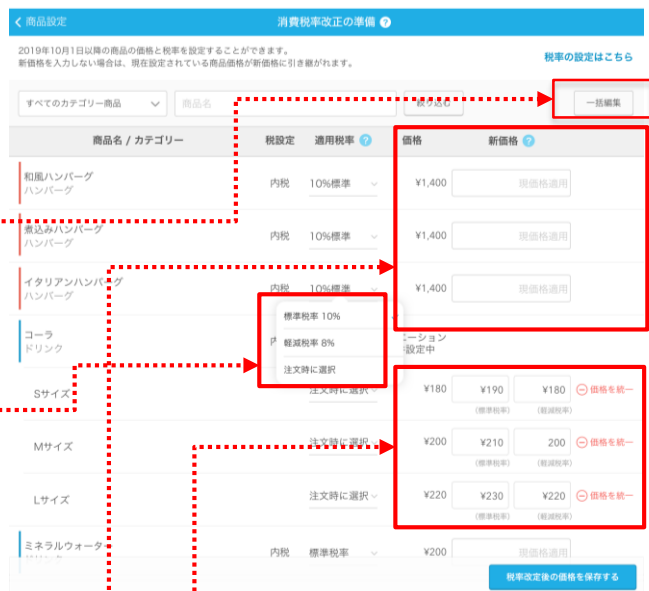 商品設定
消費税率改正の準備 ?
2019年10月1日以降の商品の価格と税率を設定することができます。
新価格を入力しない場合は、現在設定されている商品価格が新価格に引き継がれます。
税率の設定はこちら
すべてのカテゴリー商品 商品名 絞り込む 一括編集
商品名 / カテゴリー 税設定 適用税率 ? 価格 新価格 ?
和風ハンバーグ
ハンバーグ
内税 10%標準 ¥1,400 現価格適用
煮込みハンバーグ
ハンバーグ
内税 10%標準 ¥1,400 現価格適用
イタリアンハンバーグ
ハンバーグ
内税 10%標準 ¥1,400 現価格適用
標準税率 10%
軽減税率 8%
注文時に選択
コーラ
ドリンク
ーション
設定中
Sサイズ 注文時に選択 ¥180 ¥190 ¥180 価格を統一
(標準税率) (軽減税率)
Mサイズ 注文時に選択 ¥200 ¥210 200 価格を統一
(標準税率) (軽減税率)
Lサイズ 注文時に選択 ¥220 ¥230 ¥220 価格を統一
(標準税率) (軽減税率)
ミネラルウォーター
内税 標準税率 ¥200 現価格適用
税率改定後の価格を保存する